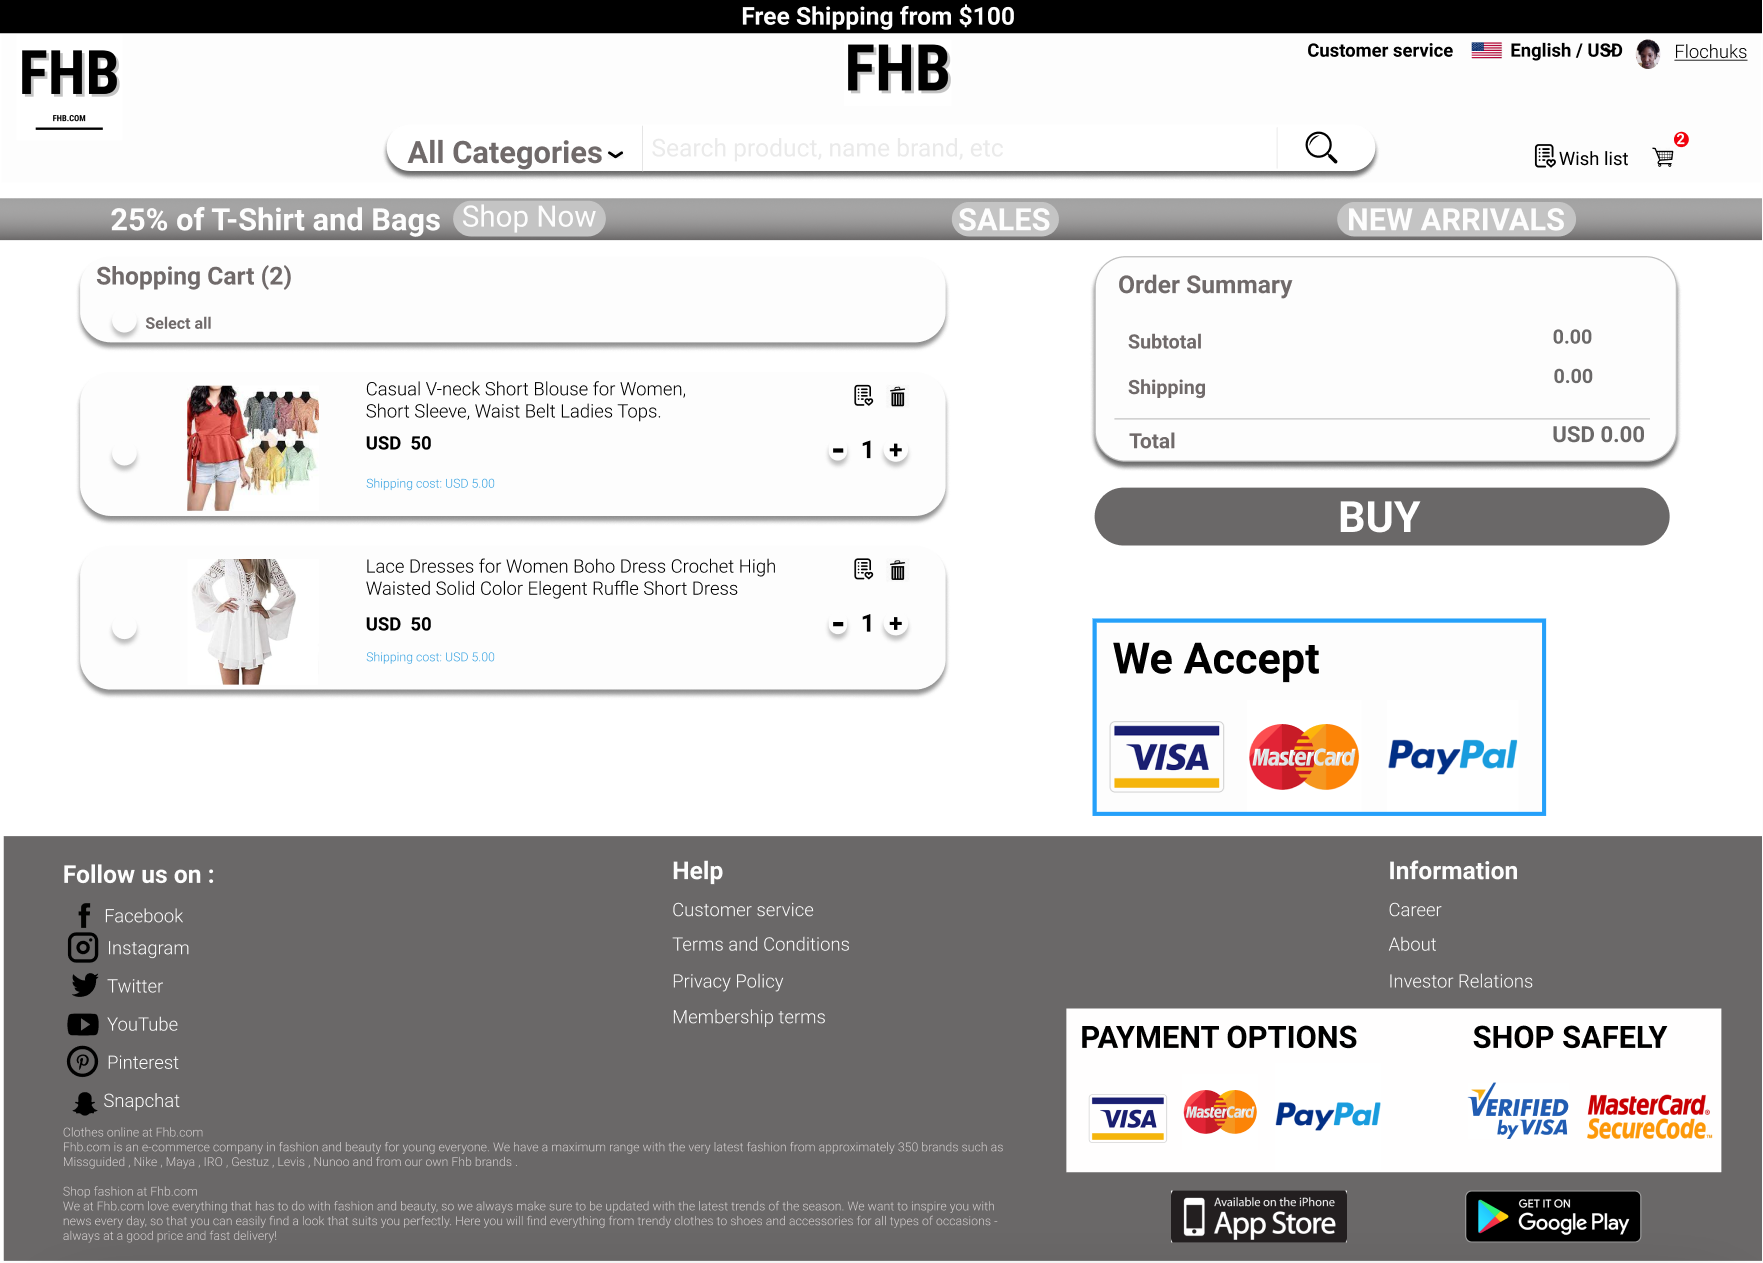 Free Shipping from $100
FHB
FHB.COM
FHB
Customer service
English / USD
Flochuks
All Categories
Search product, name brand, etc
Wish list
2
25% of T-Shirt and Bags
Shop Now
SALES
NEW ARRIVALS
Shopping Cart (2)
Select all
Casual V-neck Short Blouse for Women,
Short Sleeve, Waist Belt Ladies Tops.
USD 50
Shipping cost: USD 5.00
- 1 +
Lace Dresses for Women Boho Dress Crochet High
Waisted Solid Color Elegent Ruffle Short Dress
USD 50
Shipping cost: USD 5.00
- 1 +
Order Summary
Subtotal 0.00
Shipping 0.00
Total USD 0.00
BUY
We Accept
VISA
MasterCard
PayPal
Follow us on :
Facebook
Instagram
Twitter
YouTube
Pinterest
Snapchat
Help
Customer service
Terms and Conditions
Privacy Policy
Membership terms
Information
Career
About
Investor Relations
PAYMENT OPTIONS
VISA
MasterCard
PayPal
SHOP SAFELY
VERIFIED
by VISA
MasterCard.
SecureCode™
Clothes online at Fhb.com
Fhb.com is an e-commerce company in fashion and beauty for young everyone. We have a maximum range with the very latest fashion from approximately 350 brands such as
Missguided , Nike , Maya , IRO , Gestuz , Levis , Nunoo and from our own Fhb brands .
Shop fashion at Fhb.com
We at Fhb.com love everything that has to do with fashion and beauty, so we always make sure to be updated with the latest trends of the season. We want to inspire you with
news every day, so that you can easily find a look that suits you perfectly. Here you will find everything from trendy clothes to shoes and accessories for all types of occasions -
always at a good price and fast delivery!
Available on the iPhone
App Store
GET IT ON
Google Play